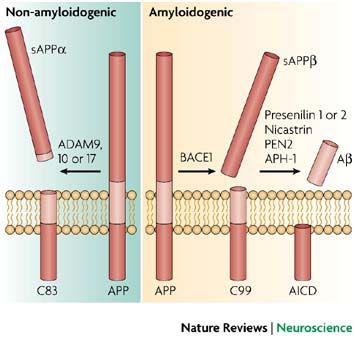 Non-amyloidogenic
Amyloidogenic
sAPPα
ADAM9,
10 or 17
C83
APP
sAPPβ
BACE1
Presenilin 1 or 2
Nicastrin
PEN2
APH-1
Aβ
APP
C99
AICD
Nature Reviews | Neuroscience